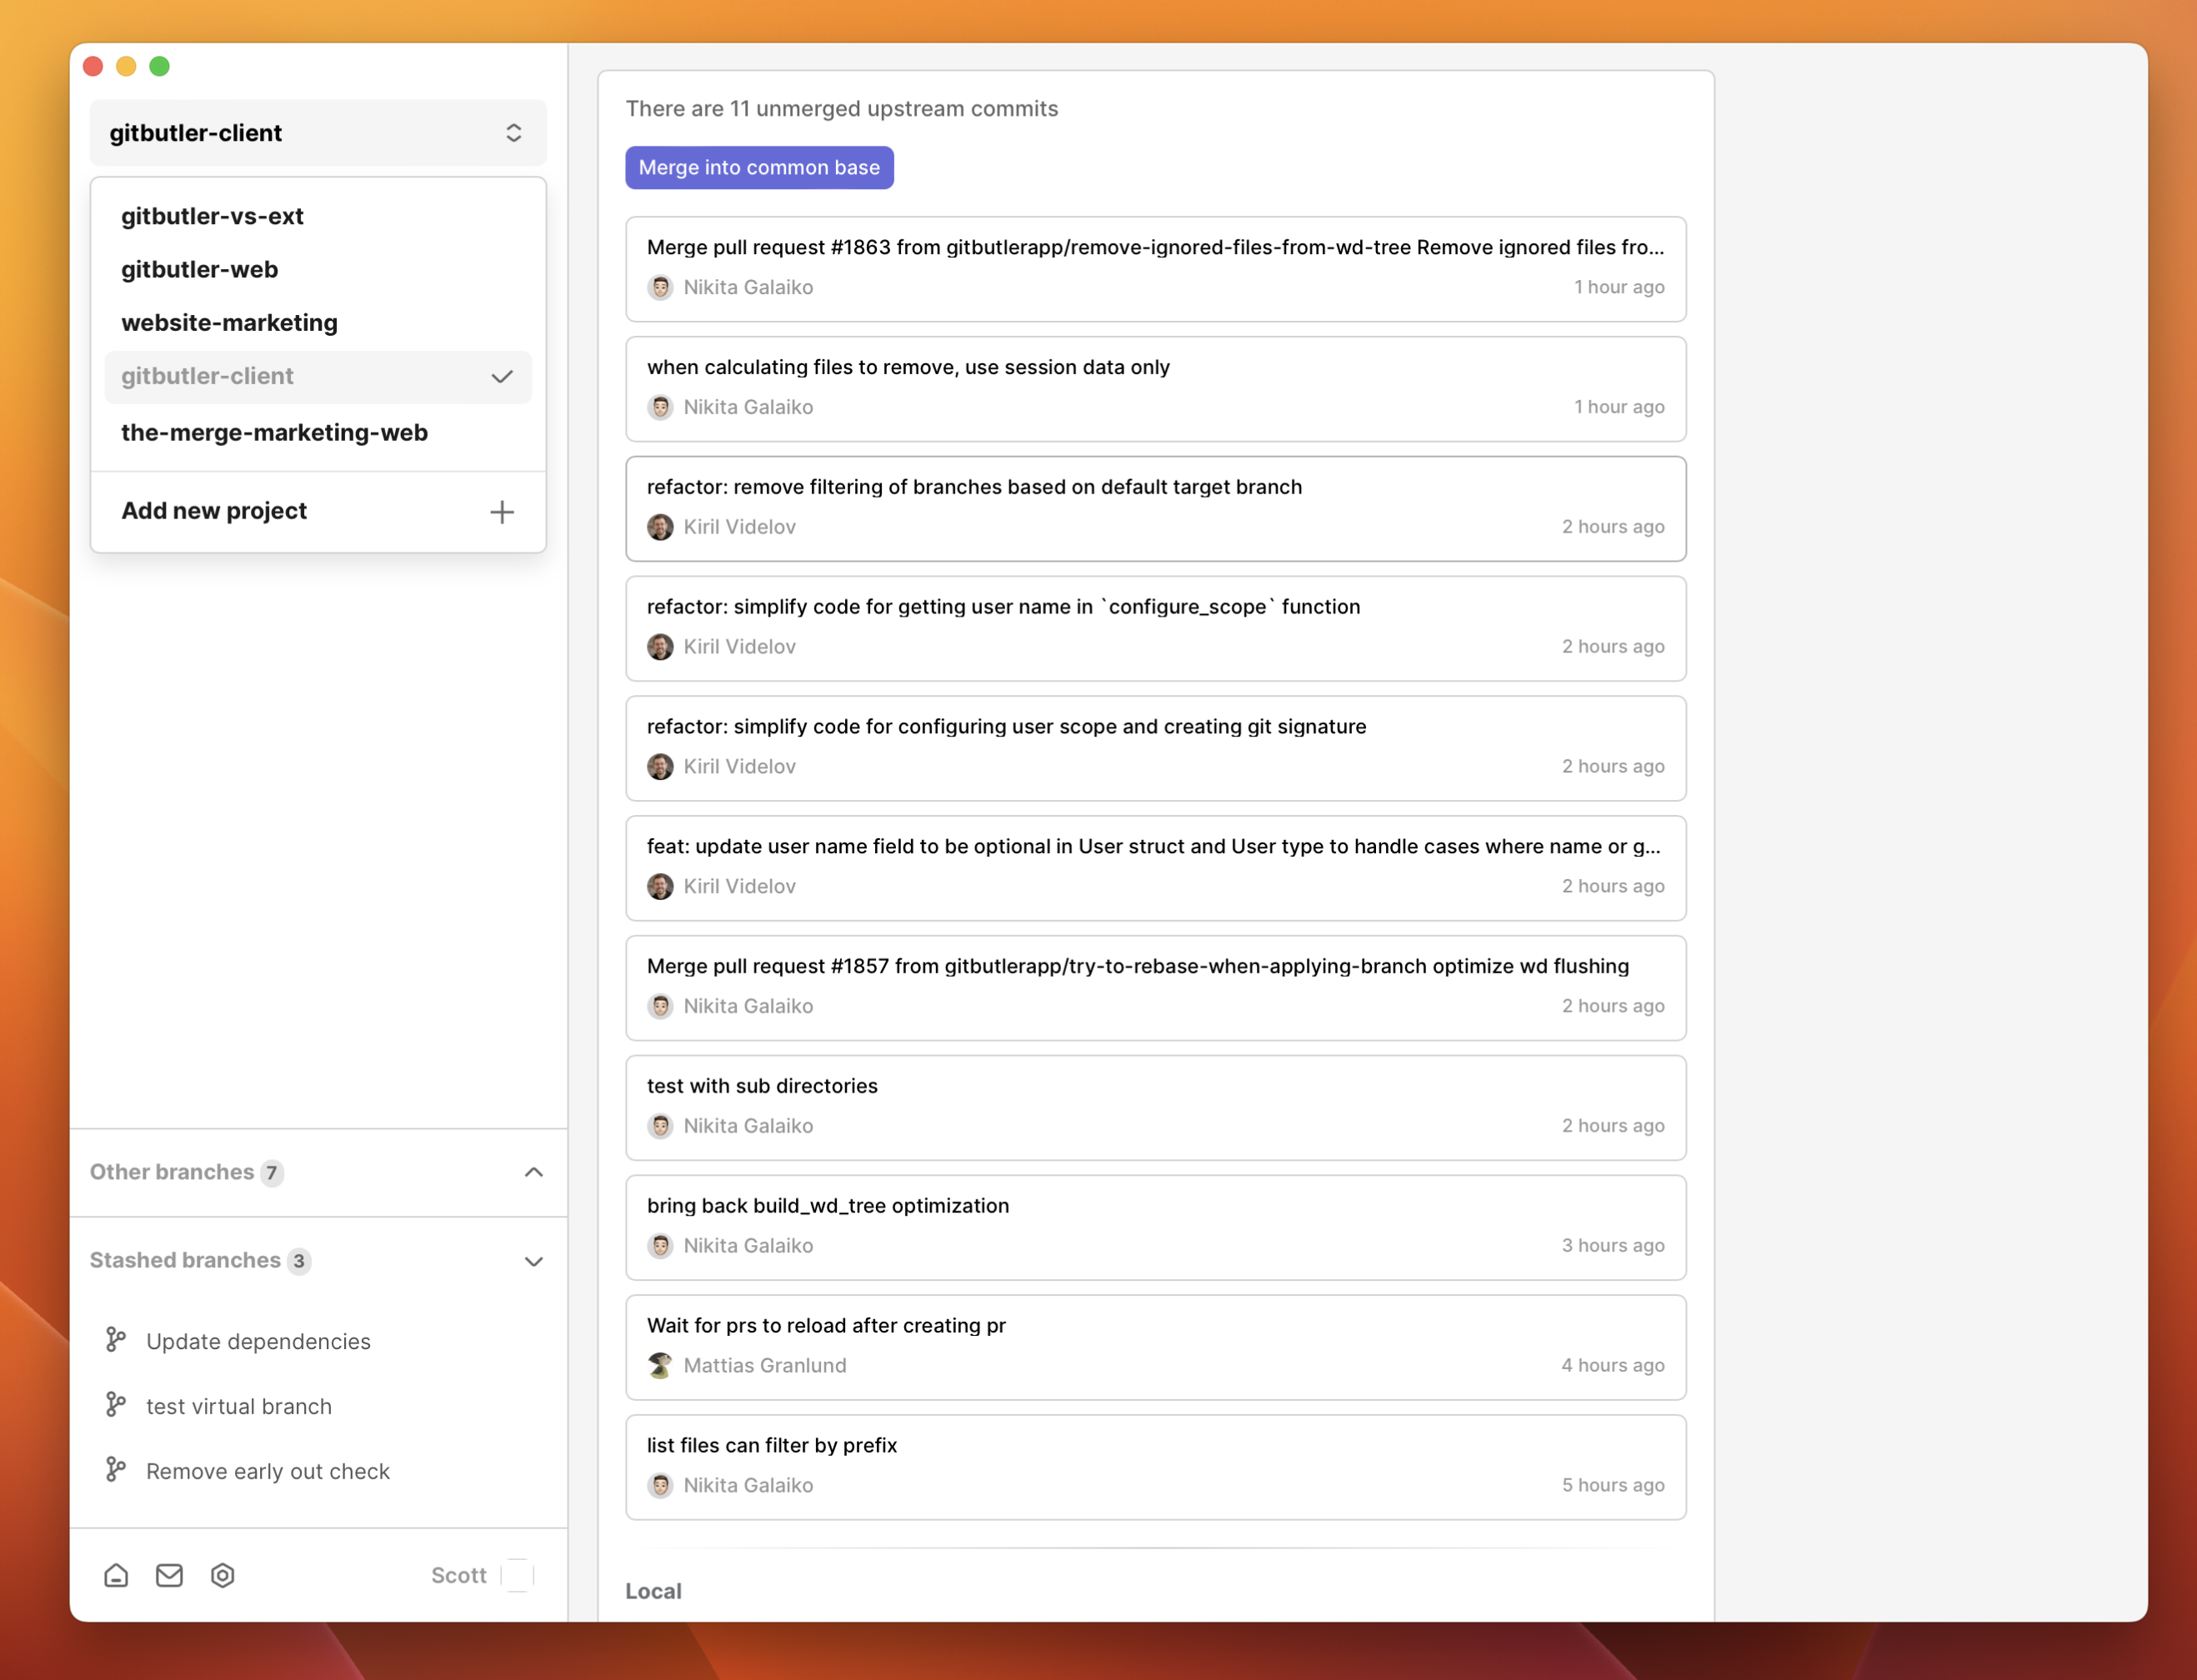 gitbutler-client
gitbutler-vs-ext
gitbutler-web
website-marketing
gitbutler-client
the-merge-marketing-web
Add new project
Other branches 7
Stashed branches 3
Update dependencies
test virtual branch
Remove early out check
Scott
There are 11 unmerged upstream commits
Merge into common base
Merge pull request #1863 from gitbutlerapp/remove-ignored-files-from-wd-tree Remove ignored files fro...
Nikita Galaiko 1 hour ago
when calculating files to remove, use session data only
Nikita Galaiko 1 hour ago
refactor: remove filtering of branches based on default target branch
Kiril Videlov 2 hours ago
refactor: simplify code for getting user name in `configure_scope` function
Kiril Videlov 2 hours ago
refactor: simplify code for configuring user scope and creating git signature
Kiril Videlov 2 hours ago
feat: update user name field to be optional in User struct and User type to handle cases where name or g...
Kiril Videlov 2 hours ago
Merge pull request #1857 from gitbutlerapp/try-to-rebase-when-applying-branch optimize wd flushing
Nikita Galaiko 2 hours ago
test with sub directories
Nikita Galaiko 2 hours ago
bring back build_wd_tree optimization
Nikita Galaiko 3 hours ago
Wait for prs to reload after creating pr
Mattias Granlund 4 hours ago
list files can filter by prefix
Nikita Galaiko 5 hours ago
Local